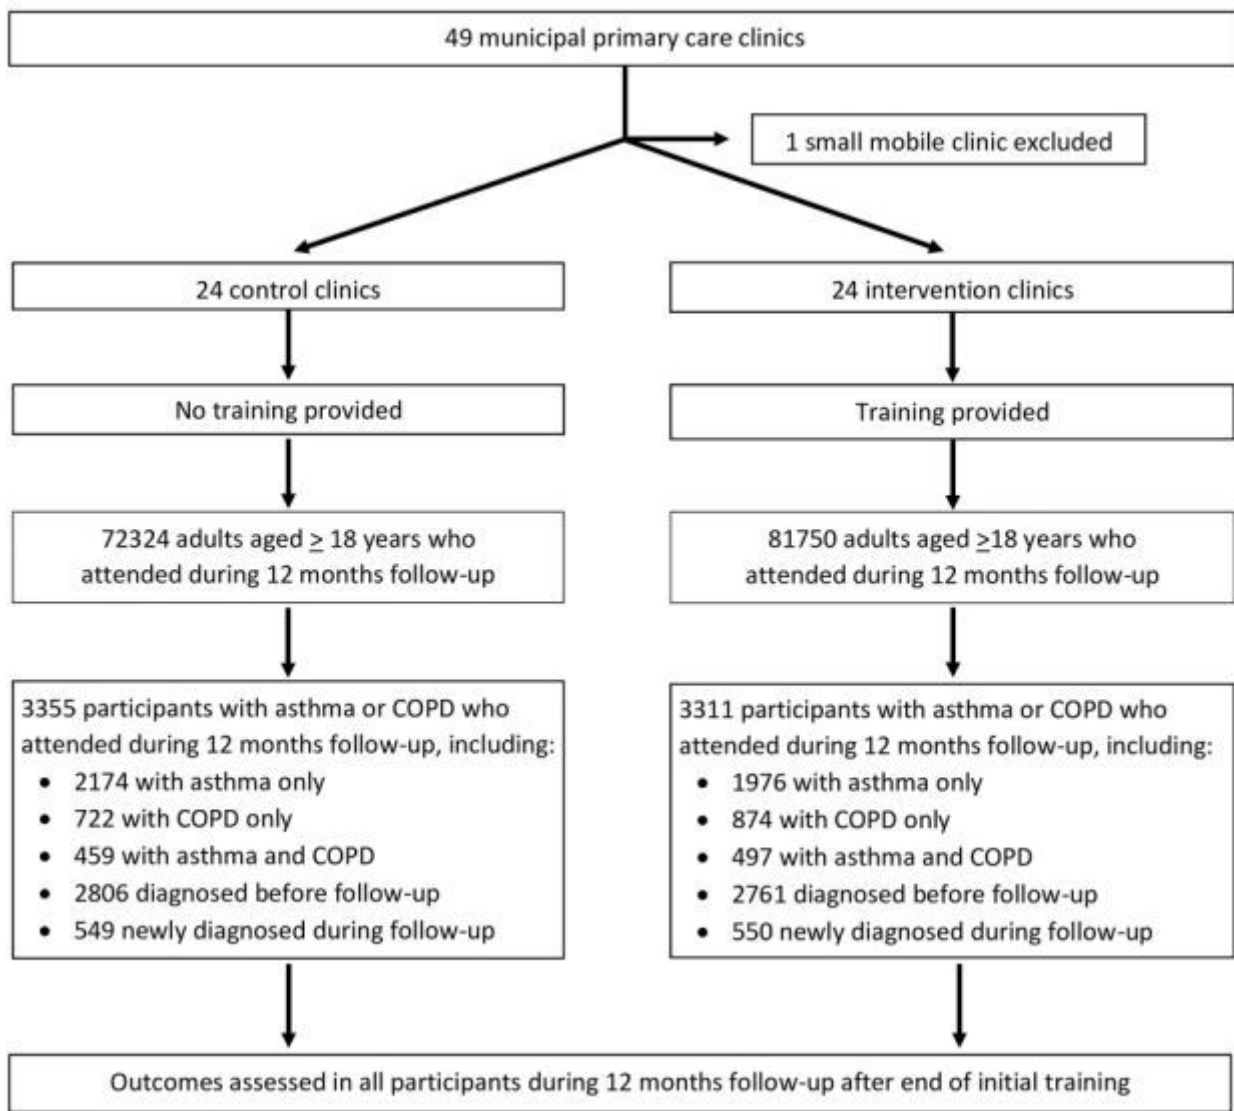 49 municipal primary care clinics
1 small mobile clinic excluded
24 control clinics
24 intervention clinics
No training provided
Training provided
72324 adults aged ≥ 18 years who
attended during 12 months follow-up
81750 adults aged ≥18 years who
attended during 12 months follow-up
3355 participants with asthma or COPD who
attended during 12 months follow-up, including:
• 2174 with asthma only
• 722 with COPD only
• 459 with asthma and COPD
• 2806 diagnosed before follow-up
• 549 newly diagnosed during follow-up
3311 participants with asthma or COPD who
attended during 12 months follow-up, including:
• 1976 with asthma only
• 874 with COPD only
• 497 with asthma and COPD
• 2761 diagnosed before follow-up
• 550 newly diagnosed during follow-up
Outcomes assessed in all participants during 12 months follow-up after end of initial training